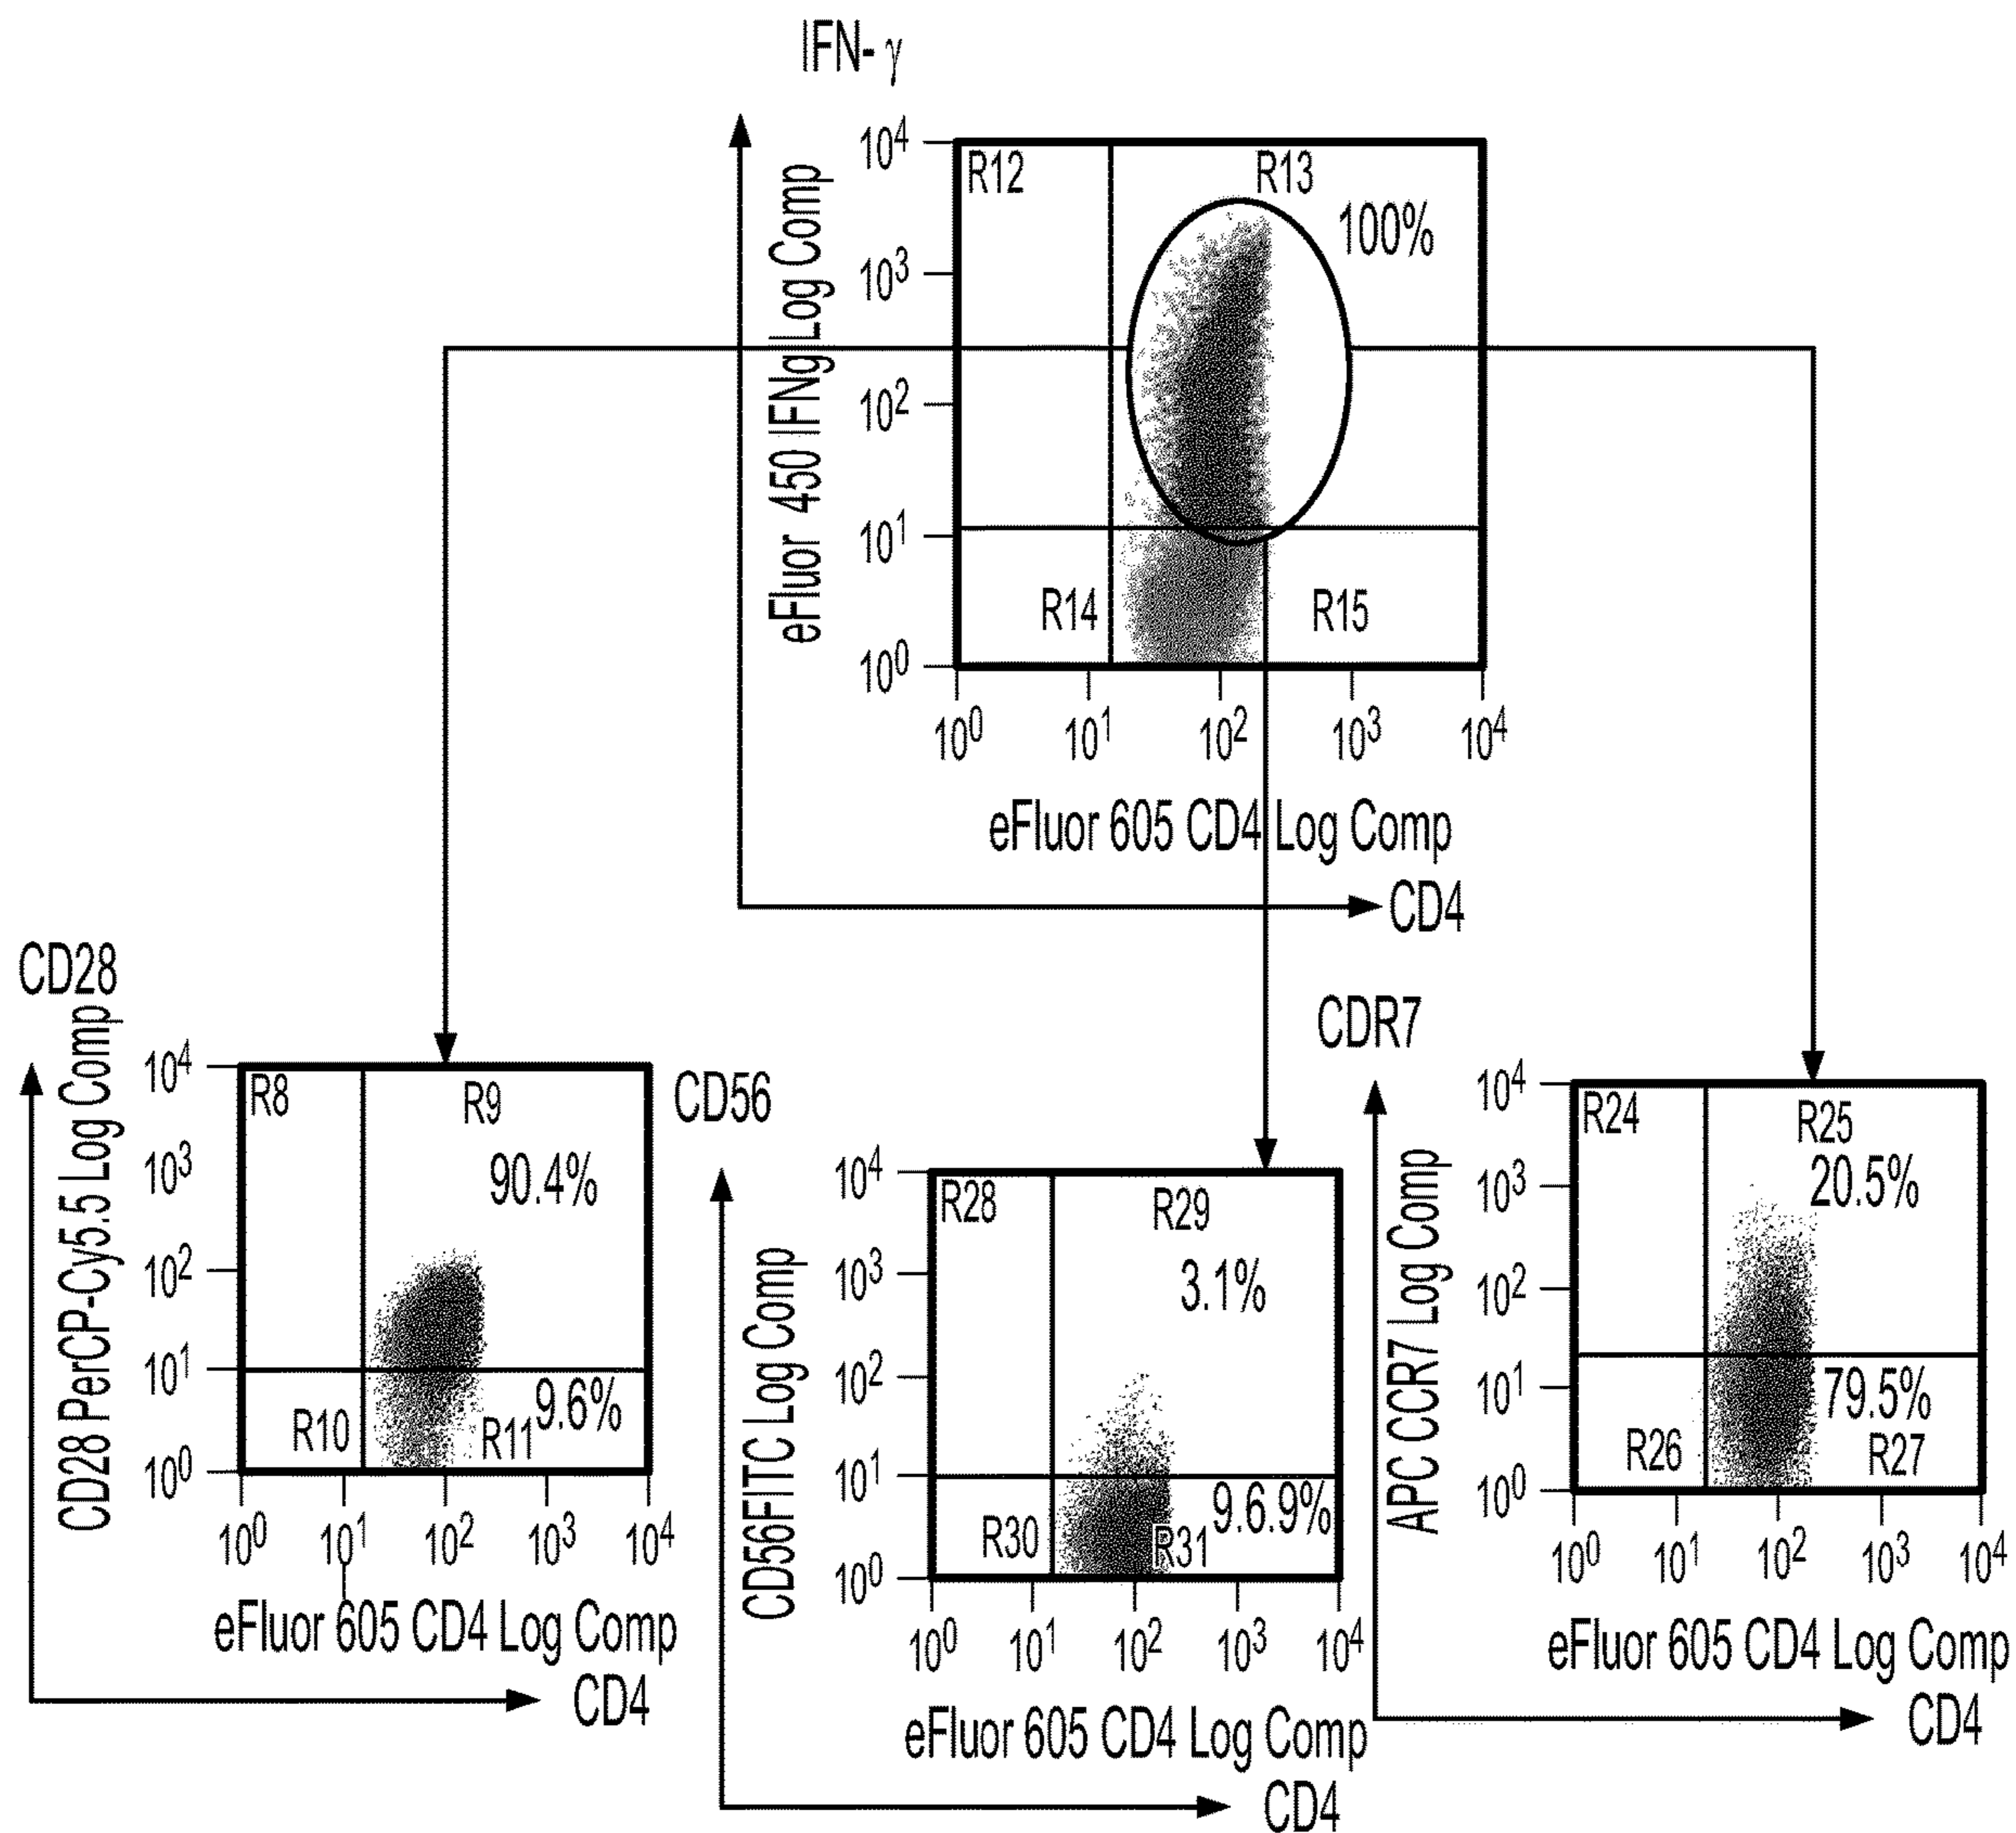 IFN- γ
eFluor 450 IFNg Log Comp
10⁴
10³
10²
10¹
10⁰
R12
R13
100%
R14
R15
10⁰ 10¹ 10² 10³ 10⁴
eFluor 605 CD4 Log Comp
CD4
CD28
CD28 PerCP-Cy5.5 Log Comp
10⁴
10³
10²
10¹
10⁰
R8
R9
90.4%
R10
R11
9.6%
10⁰ 10¹ 10² 10³ 10⁴
eFluor 605 CD4 Log Comp
CD4
CD56
CD56FITC Log Comp
10⁴
10³
10²
10¹
10⁰
R28
R29
3.1%
R30
R31
9.6.9%
10⁰ 10¹ 10² 10³ 10⁴
eFluor 605 CD4 Log Comp
CD4
CDR7
APC CCR7 Log Comp
10⁴
10³
10²
10¹
10⁰
R24
R25
20.5%
79.5%
R26
R27
10⁰ 10¹ 10² 10³ 10⁴
eFluor 605 CD4 Log Comp
CD4